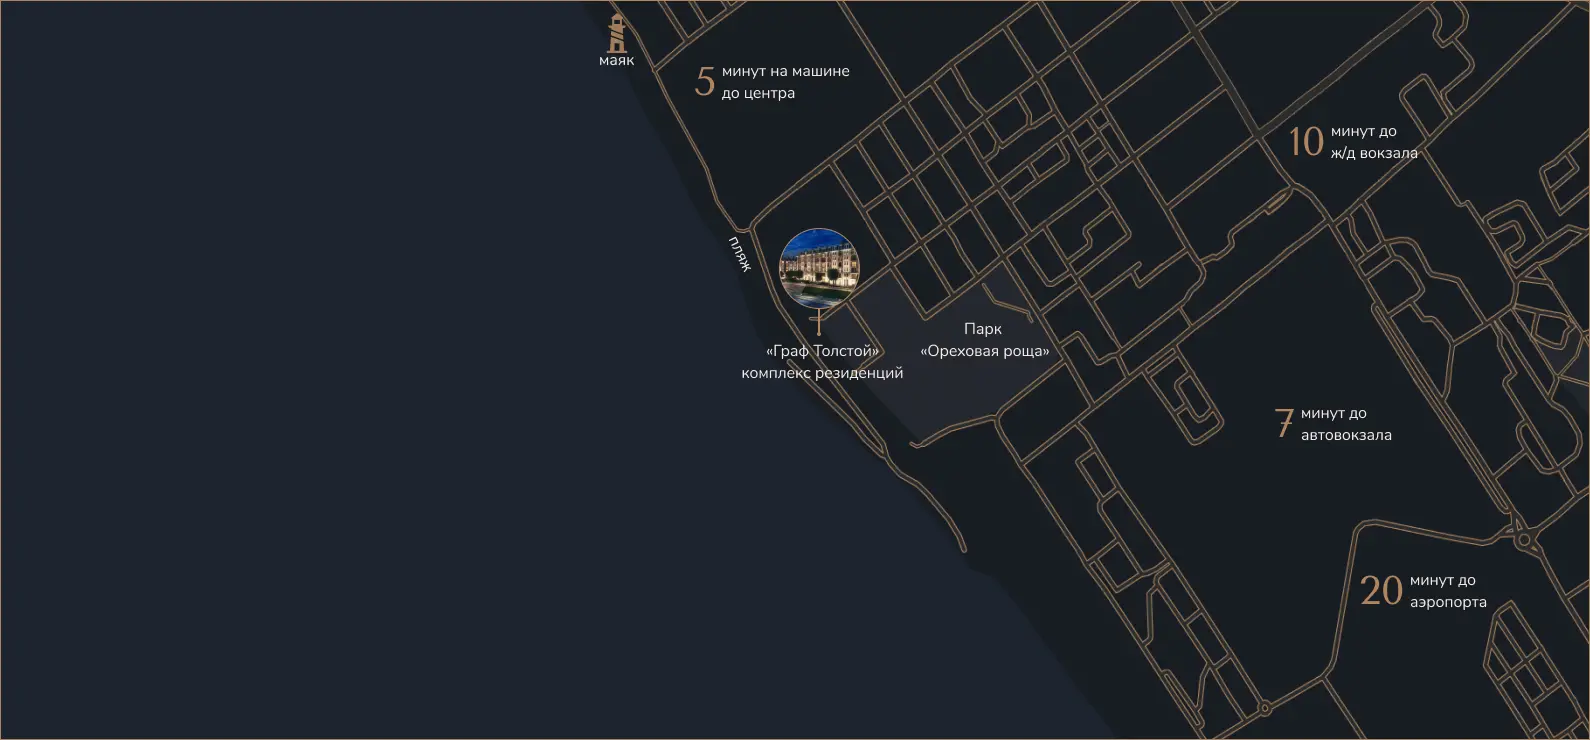 маяк
5 минут на машине
до центра
10 минут до
ж/д вокзала
пляж
Парк
«Ореховая роща»
«Граф Толстой»
комплекс резиденций
7 минут до
автовокзала
20 минут до
аэропорта